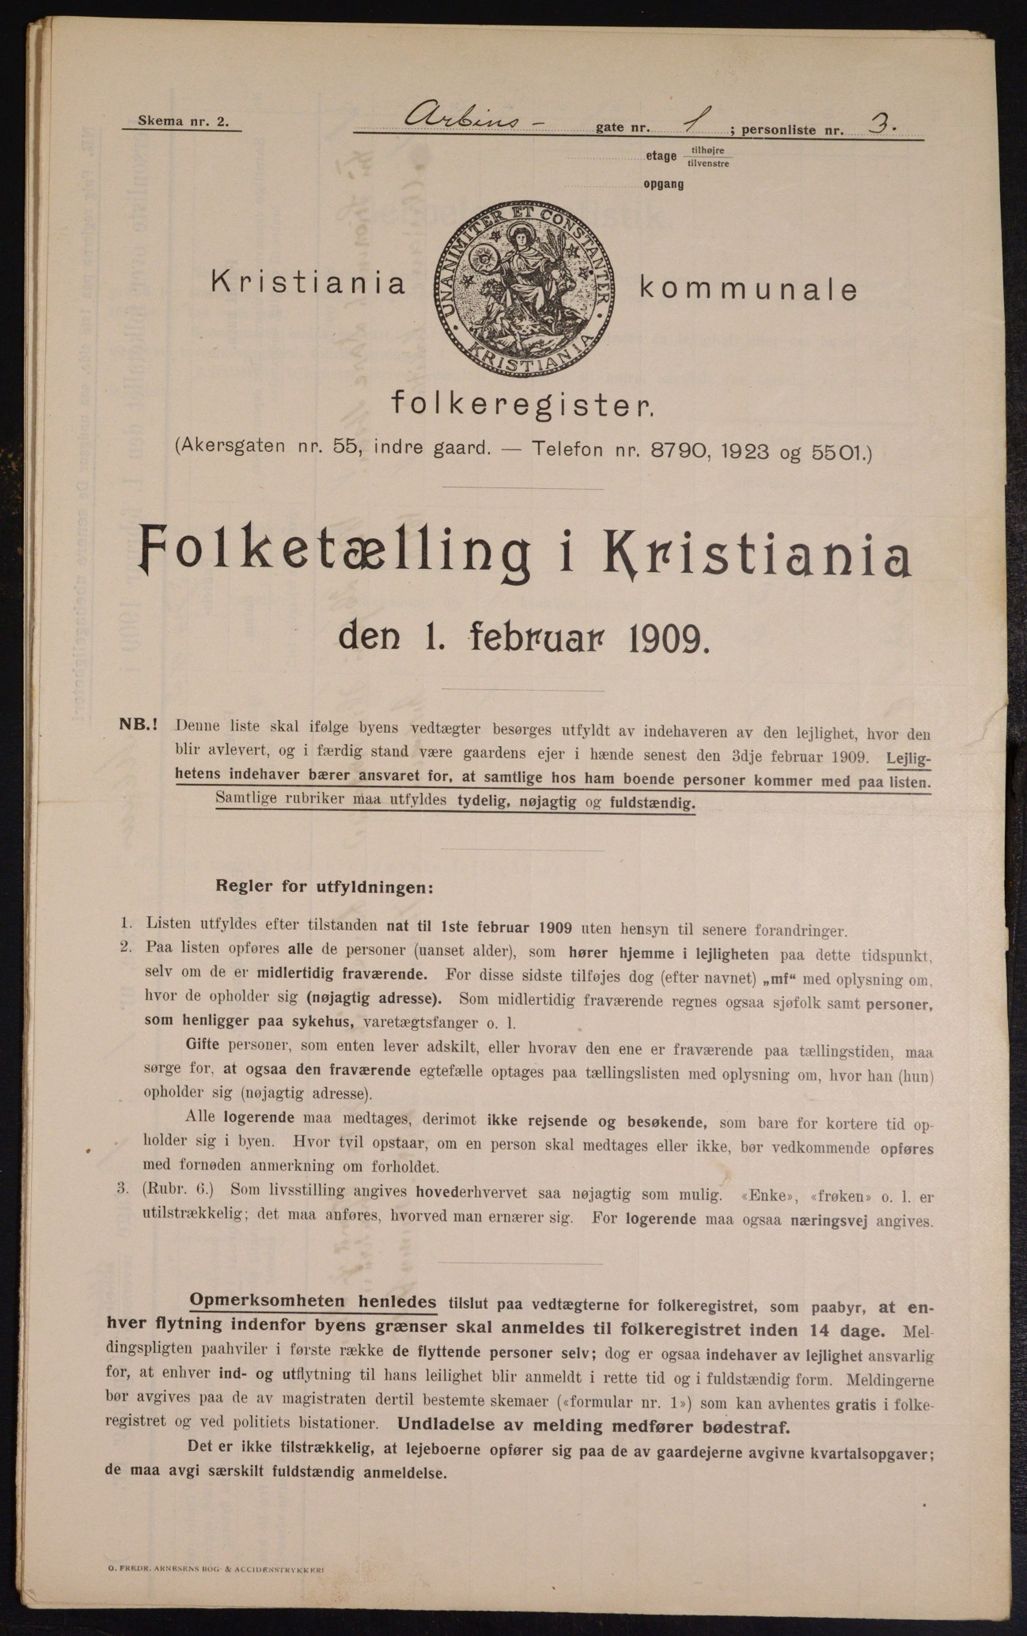 Skema nr. 2.
Arbins- gate nr. 1 ; personliste nr. 3.
etage tilhøjre
tilvenstre
opgang
UNANIMITER ET CONSTANTER
KRISTIANIA
Kristiania kommunale
folkeregister.
(Akersgaten nr. 55, indre gaard. — Telefon nr. 8790, 1923 og 5501.)
Folketælling i Kristiania
den 1. februar 1909.
NB.! Denne liste skal ifølge byens vedtægter besørges utfyldt av indehaveren av den lejlighet, hvor den
blir avlevert, og i færdig stand være gaardens ejer i hænde senest den 3dje februar 1909. Lejlig-
hetens indehaver bærer ansvaret for, at samtlige hos ham boende personer kommer med paa listen.
Samtlige rubriker maa utfyldes tydelig, nøjagtig og fuldstændig.
Regler for utfyldningen:
1. Listen utfyldes efter tilstanden nat til 1ste februar 1909 uten hensyn til senere forandringer.
2. Paa listen opføres alle de personer (uanset alder), som hører hjemme i lejligheten paa dette tidspunkt,
selv om de er midlertidig fraværende. For disse sidste tilføjes dog (efter navnet) „mf“ med oplysning om,
hvor de opholder sig (nøjagtig adresse). Som midlertidig fraværende regnes ogsaa sjøfolk samt personer,
som henligger paa sykehus, varetægtsfanger o. l.
Gifte personer, som enten lever adskilt, eller hvorav den ene er fraværende paa tællingstiden, maa
sørge for, at ogsaa den fraværende egtefælle optages paa tællingslisten med oplysning om, hvor han (hun)
opholder sig (nøjagtig adresse).
Alle logerende maa medtages, derimot ikke rejsende og besøkende, som bare for kortere tid op-
holder sig i byen. Hvor tvil opstaar, om en person skal medtages eller ikke, bør vedkommende opføres
med fornøden anmerkning om forholdet.
3. (Rubr. 6.) Som livsstilling angives hovederhvervet saa nøjagtig som mulig. «Enke», «frøken» o. l. er
utilstrækkelig; det maa anføres, hvorved man ernærer sig. For logerende maa ogsaa næringsvej angives.
Opmerksomheten henledes tilslut paa vedtægterne for folkeregistret, som paabyr, at en-
hver flytning indenfor byens grænser skal anmeldes til folkeregistret inden 14 dage. Mel-
dingspligten paahviler i første række de flyttende personer selv; dog er ogsaa indehaver av lejlighet ansvarlig
for, at enhver ind- og utflytning til hans leilighet blir anmeldt i rette tid og i fuldstændig form. Meldingerne
bør avgives paa de av magistraten dertil bestemte skemaer («formular nr. 1») som kan avhentes gratis i folke-
registret og ved politiets bistationer. Undladelse av melding medfører bødestraf.
Det er ikke tilstrækkelig, at lejeboerne opfører sig paa de av gaardejerne avgivne kvartalsopgaver;
de maa avgi særskilt fuldstændig anmeldelse.
O. FREDR. ARNESENS BOG- & ACCIDENSTRYKKERI